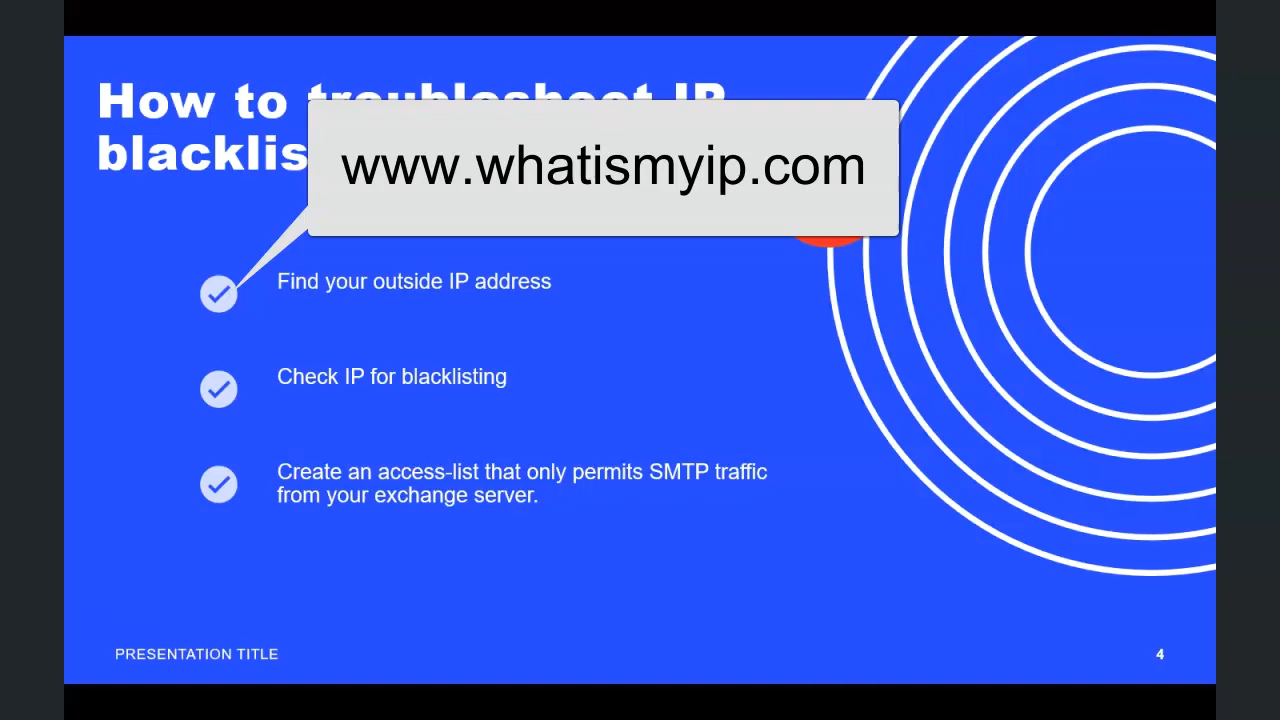 How to troubleshoot IP
blacklis
www.whatismyip.com
Find your outside IP address
Check IP for blacklisting
Create an access-list that only permits SMTP traffic
from your exchange server.
PRESENTATION TITLE
4